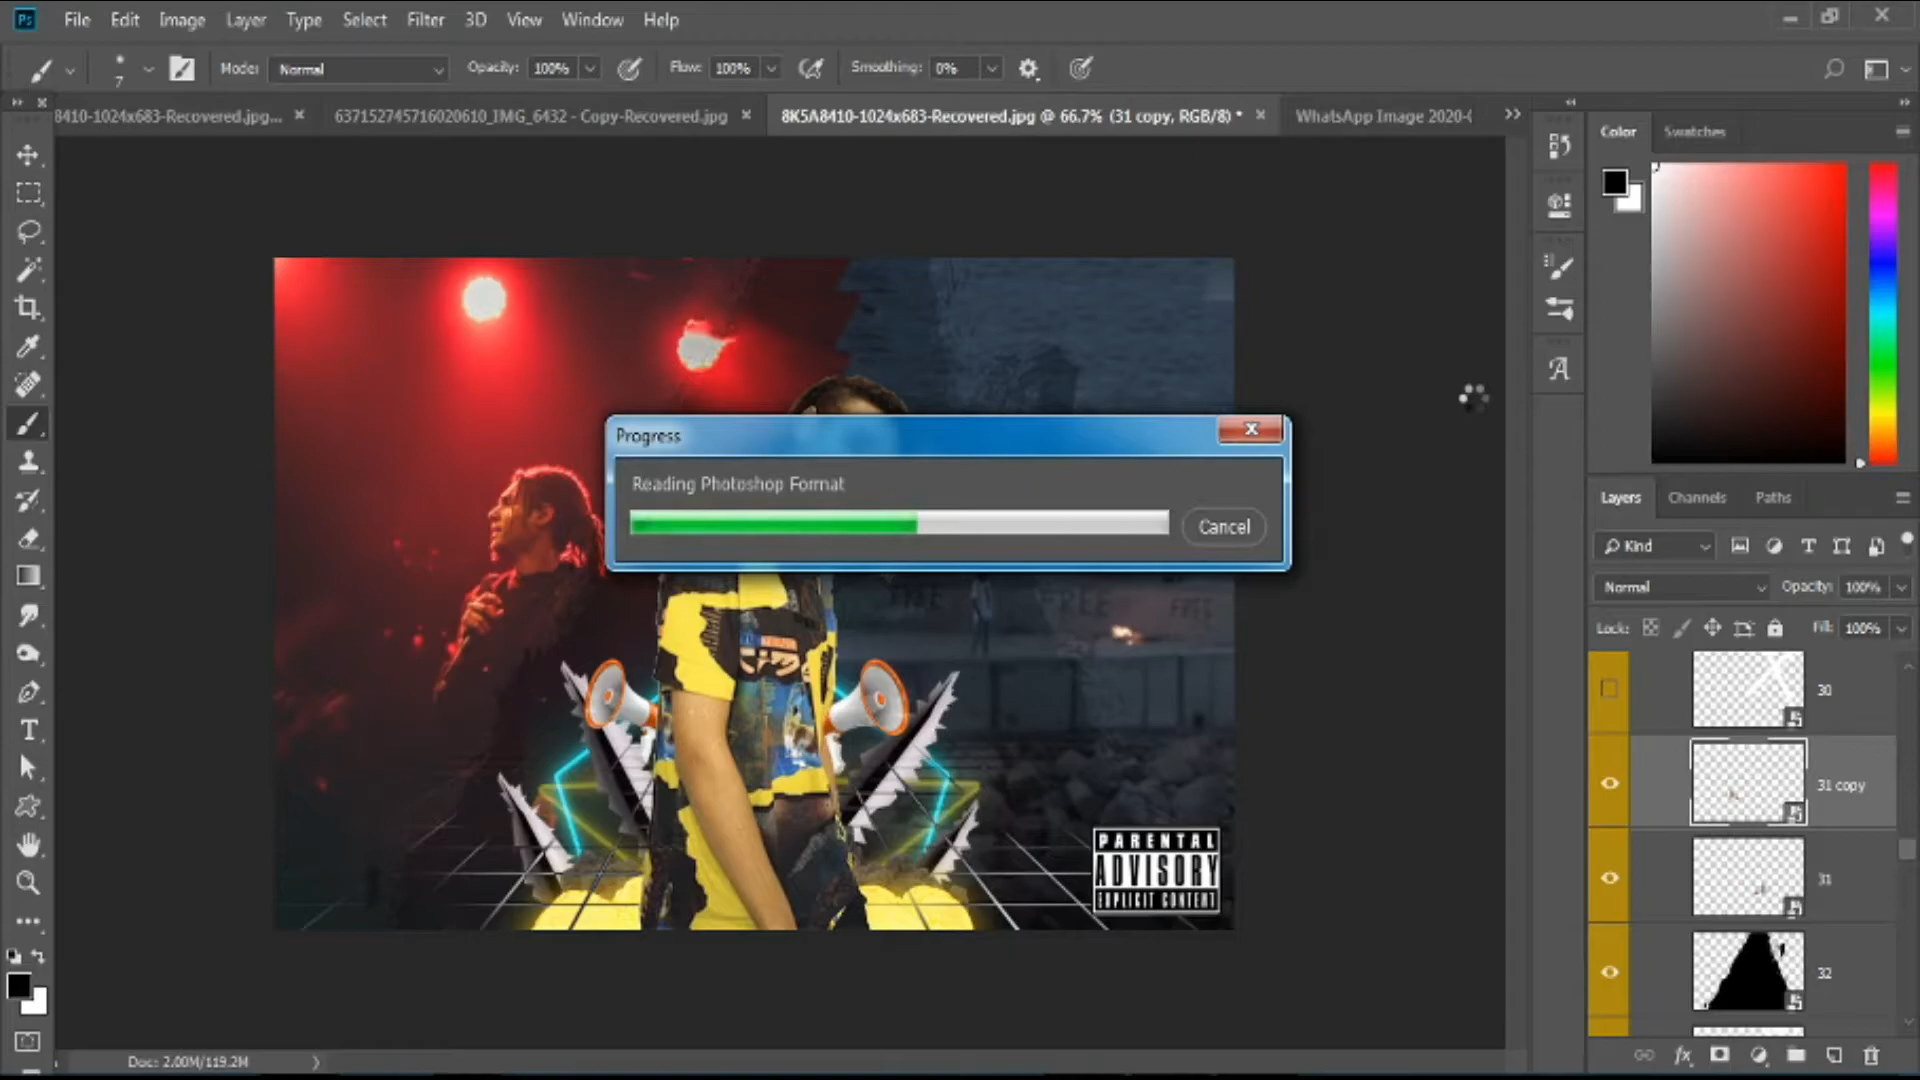 Ps File Edit Image Layer Type Select Filter 3D View Window Help
7 Mode: Normal Opacity: 100% Flow: 100% Smoothing: 0%
8410-1024x683-Recovered.jpg... 637152745716020610_IMG_6432 - Copy-Recovered.jpg 8K5A8410-1024x683-Recovered.jpg @ 66.7% (31 copy, RGB/8) * WhatsApp Image 2020-(
Color Swatches
Progress
Reading Photoshop Format
Cancel
Layers Channels Paths
Kind
Normal Opacity: 100%
Lock: Fill: 100%
30
31 copy
31
32
FREE FREE
PARENTAL
ADVISORY
EXPLICIT CONTENT
Doc: 2.00M/119.2M